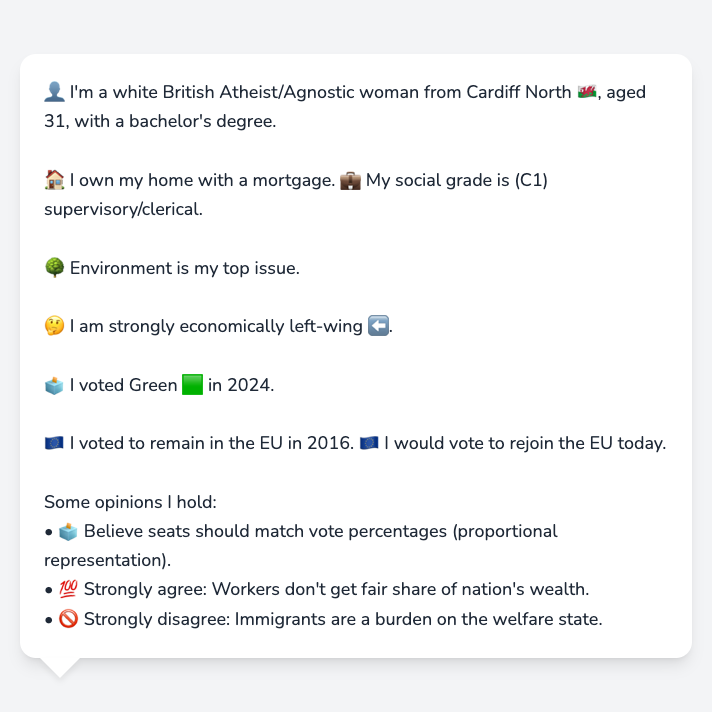 👤 I'm a white British Atheist/Agnostic woman from Cardiff North 🏴󠁧󠁢󠁷󠁬󠁳󠁿, aged
31, with a bachelor's degree.
🏠 I own my home with a mortgage. 💼 My social grade is (C1)
supervisory/clerical.
🌳 Environment is my top issue.
🤔 I am strongly economically left-wing ⬅️.
🗳️ I voted Green 🟩 in 2024.
🇪🇺 I voted to remain in the EU in 2016. 🇪🇺 I would vote to rejoin the EU today.
Some opinions I hold:
• 🗳️ Believe seats should match vote percentages (proportional
representation).
• 💯 Strongly agree: Workers don't get fair share of nation's wealth.
• 🚫 Strongly disagree: Immigrants are a burden on the welfare state.